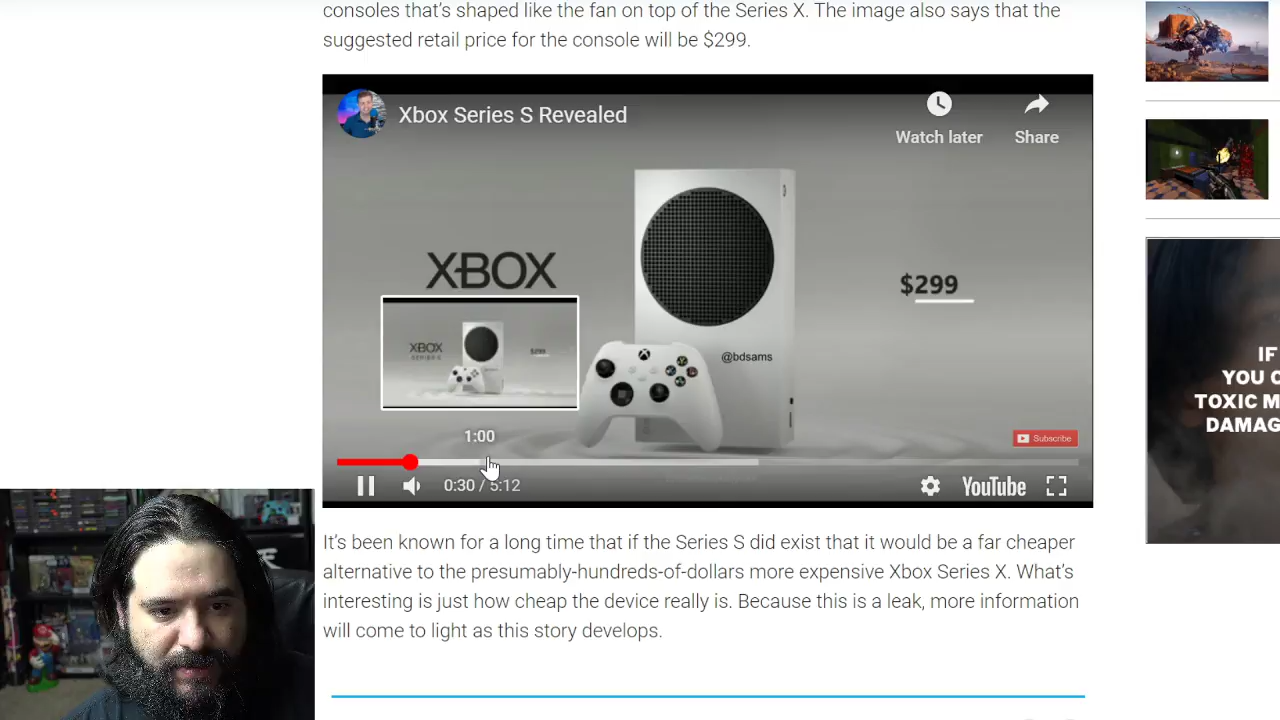 consoles that's shaped like the fan on top of the Series X. The image also says that the
suggested retail price for the console will be $299.
Xbox Series S Revealed
Watch later
Share
XBOX
$299
XBOX
@bdsams
1:00
Subscribe
0:30 / 5:12
YouTube
It's been known for a long time that if the Series S did exist that it would be a far cheaper
alternative to the presumably-hundreds-of-dollars more expensive Xbox Series X. What's
interesting is just how cheap the device really is. Because this is a leak, more information
will come to light as this story develops.
IF
YOU C
TOXIC M
DAMAG